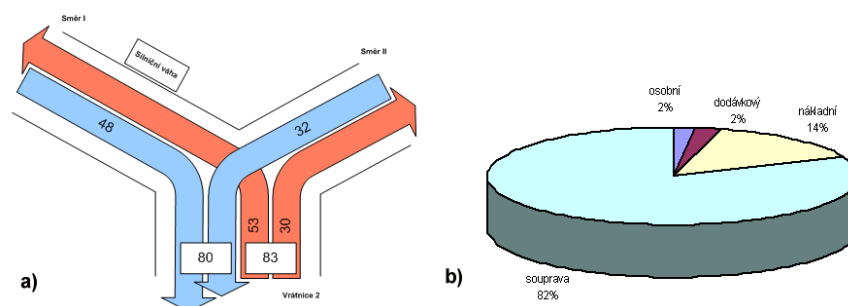 Směr I
Silniční váha
Směr II
48
32
53
30
80
83
a)
Vrátnice 2
osobní
2%
dodávkový
2%
nákladní
14%
souprava
82%
b)